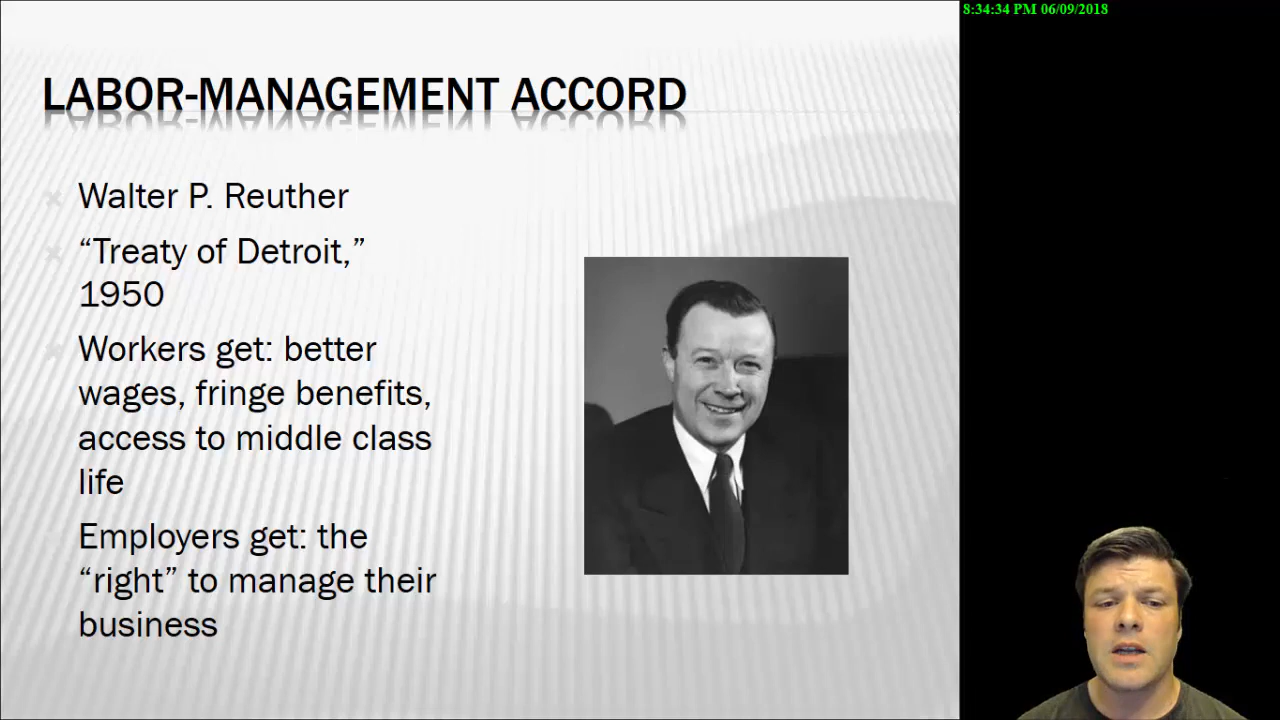 8:34:34 PM 06/09/2018
LABOR-MANAGEMENT ACCORD
Walter P. Reuther
“Treaty of Detroit,”
1950
Workers get: better
wages, fringe benefits,
access to middle class
life
Employers get: the
“right” to manage their
business